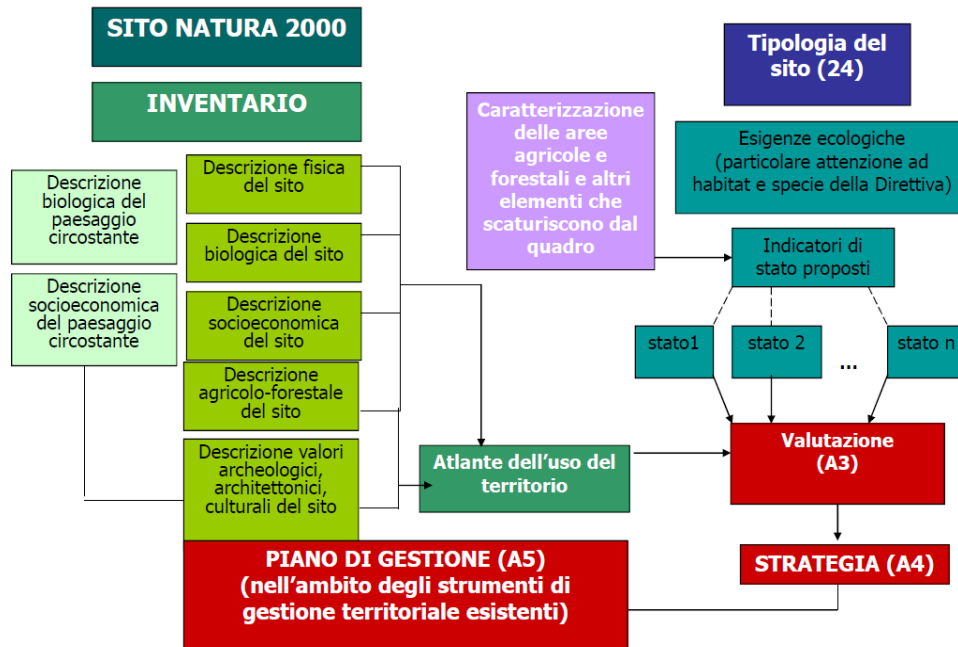 SITO NATURA 2000
INVENTARIO
Descrizione
biologica del
paesaggio
circostante
Descrizione
socioeconomica
del paesaggio
circostante
Descrizione fisica
del sito
Descrizione
biologica del sito
Descrizione
socioeconomica del
sito
Descrizione
agricolo-forestale
del sito
Descrizione valori
archeologici,
architettonici,
culturali del sito
Caratterizzazione
delle aree
agricole e
forestali e altri
elementi che
scaturiscono dal
quadro
Tipologia del
sito (24)
Esigenze ecologiche
(particolare attenzione ad
habitat e specie della Direttiva)
Indicatori di
stato proposti
stato1
stato 2
...
stato n
Atlante dell’uso del
territorio
Valutazione
(A3)
STRATEGIA (A4)
PIANO DI GESTIONE (A5)
(nell’ambito degli strumenti di
gestione territoriale esistenti)